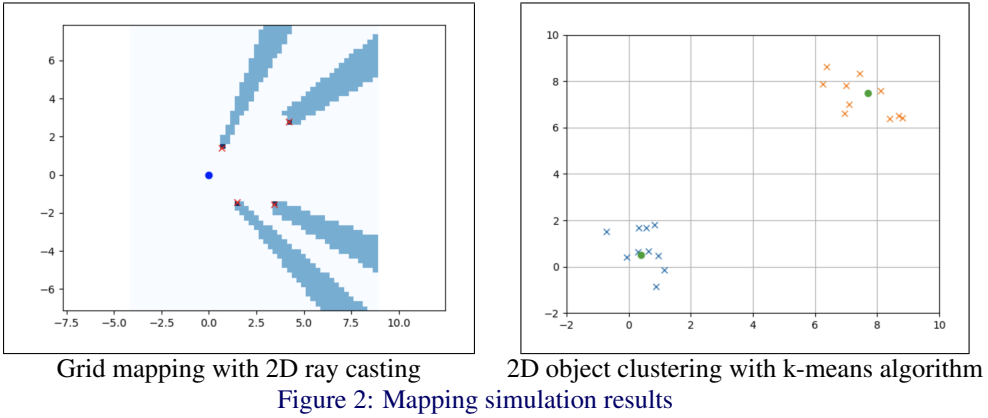 6
4
2
0
−2
−4
−6
−7.5 −5.0 −2.5 0.0 2.5 5.0 7.5 10.0
10
8
6
4
2
0
−2
−2 0 2 4 6 8 10
Grid mapping with 2D ray casting
2D object clustering with k-means algorithm
Figure 2: Mapping simulation results